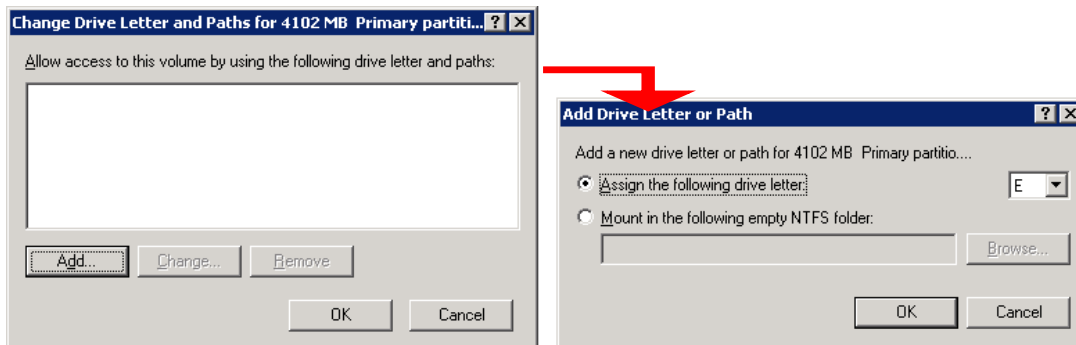 Change Drive Letter and Paths for 4102 MB  Primary partiti...
Allow access to this volume by using the following drive letter and paths:
Add...
Change...
Remove
OK
Cancel
Add Drive Letter or Path
Add a new drive letter or path for 4102 MB  Primary partitio....
Assign the following drive letter:
E
Mount in the following empty NTFS folder:
Browse...
OK
Cancel